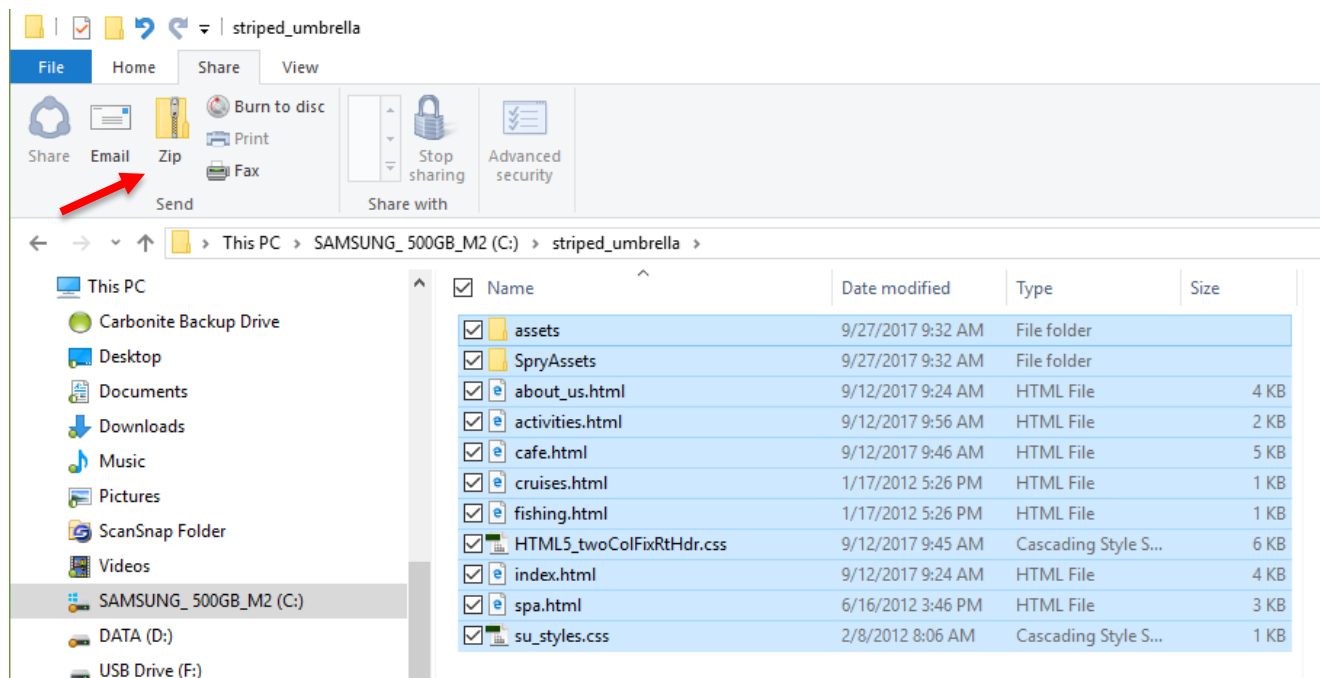 striped_umbrella
File Home Share View
Share Email Zip Burn to disc Print Fax Stop sharing Advanced security
Send Share with
This PC > SAMSUNG_ 500GB_M2 (C:) > striped_umbrella >
This PC
Carbonite Backup Drive
Desktop
Documents
Downloads
Music
Pictures
ScanSnap Folder
Videos
SAMSUNG_ 500GB_M2 (C:)
DATA (D:)
USB Drive (F:)
Name Date modified Type Size
assets 9/27/2017 9:32 AM File folder
SpryAssets 9/27/2017 9:32 AM File folder
about_us.html 9/12/2017 9:24 AM HTML File 4 KB
activities.html 9/12/2017 9:56 AM HTML File 2 KB
cafe.html 9/12/2017 9:46 AM HTML File 5 KB
cruises.html 1/17/2012 5:26 PM HTML File 1 KB
fishing.html 1/17/2012 5:26 PM HTML File 1 KB
HTML5_twoColFixRtHdr.css 9/12/2017 9:45 AM Cascading Style S... 6 KB
index.html 9/12/2017 9:24 AM HTML File 4 KB
spa.html 6/16/2012 3:46 PM HTML File 3 KB
su_styles.css 2/8/2012 8:06 AM Cascading Style S... 1 KB